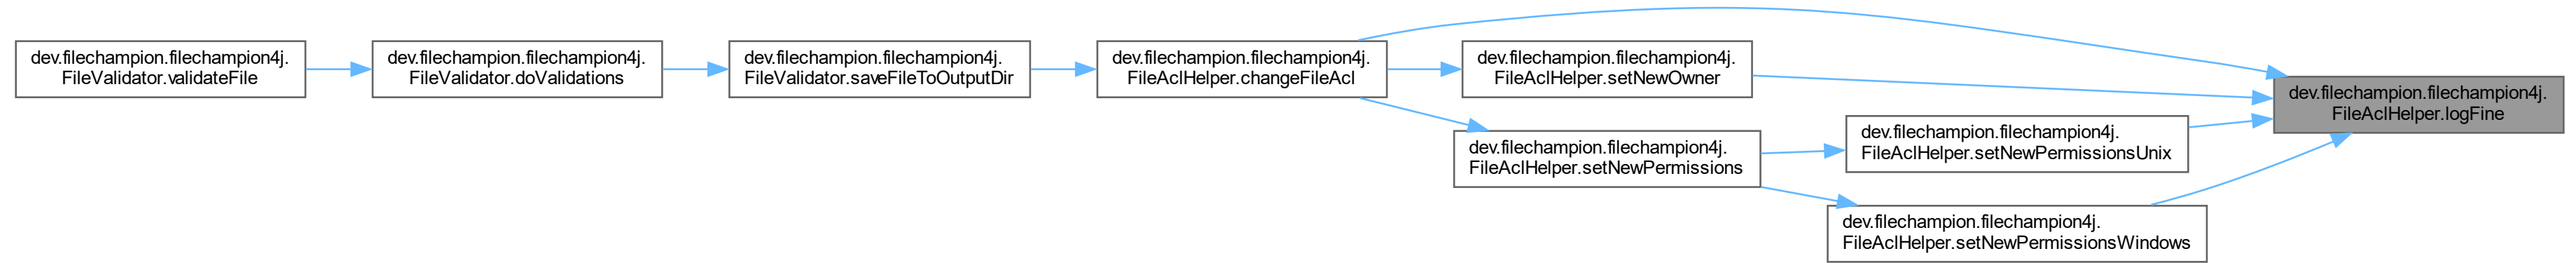 dev.filechampion.filechampion4j.
FileValidator.validateFile
dev.filechampion.filechampion4j.
FileValidator.doValidations
dev.filechampion.filechampion4j.
FileValidator.saveFileToOutputDir
dev.filechampion.filechampion4j.
FileAclHelper.changeFileAcl
dev.filechampion.filechampion4j.
FileAclHelper.setNewOwner
dev.filechampion.filechampion4j.
FileAclHelper.setNewPermissions
dev.filechampion.filechampion4j.
FileAclHelper.setNewPermissionsUnix
dev.filechampion.filechampion4j.
FileAclHelper.setNewPermissionsWindows
dev.filechampion.filechampion4j.
FileAclHelper.logFine